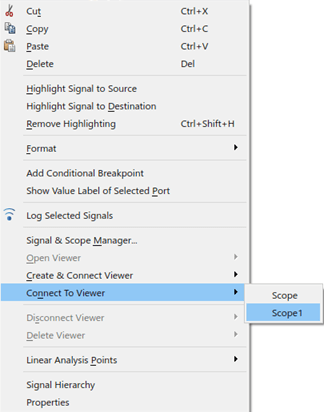 Cut Ctrl+X
Copy Ctrl+C
Paste Ctrl+V
Delete Del
Highlight Signal to Source
Highlight Signal to Destination
Remove Highlighting Ctrl+Shift+H
Format
Add Conditional Breakpoint
Show Value Label of Selected Port
Log Selected Signals
Signal & Scope Manager...
Open Viewer
Create & Connect Viewer
Connect To Viewer
Scope
Scope1
Disconnect Viewer
Delete Viewer
Linear Analysis Points
Signal Hierarchy
Properties